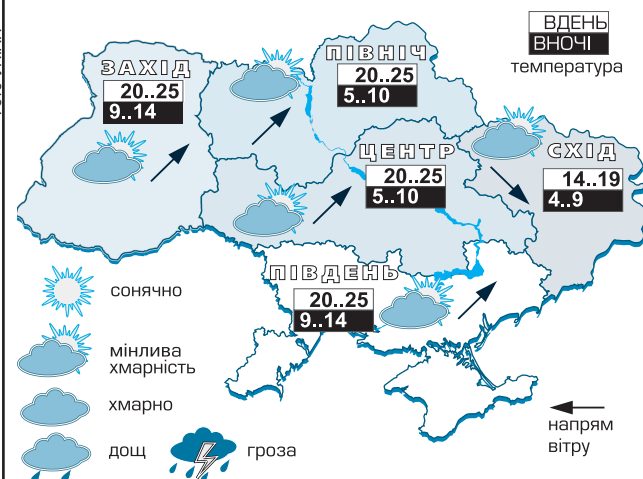 ВДЕНЬ
ВНОЧІ
температура
ЗАХІД
20..25
9..14
ПІВНІЧ
20..25
5..10
ЦЕНТР
20..25
5..10
СХІД
14..19
4..9
ПІВДЕНЬ
20..25
9..14
сонячно
мінлива
хмарність
хмарно
дощ
гроза
напрям
вітру